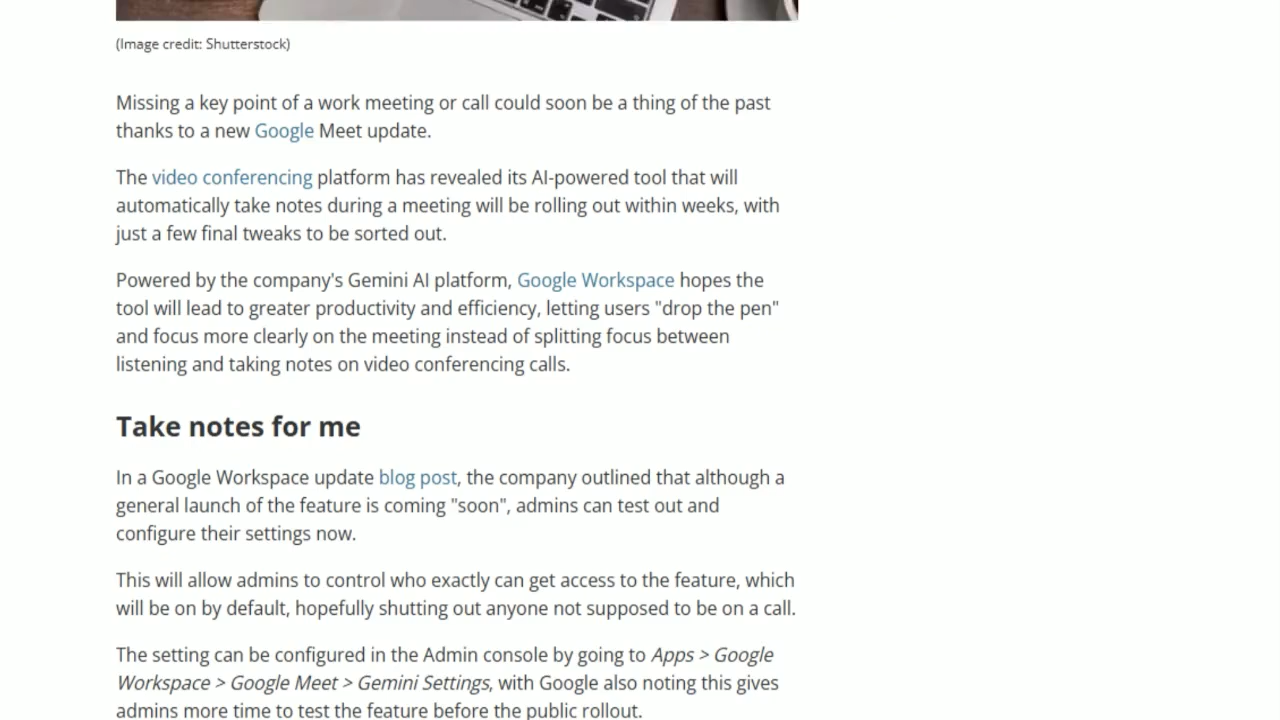 (Image credit: Shutterstock)
Missing a key point of a work meeting or call could soon be a thing of the past
thanks to a new Google Meet update.
The video conferencing platform has revealed its AI-powered tool that will
automatically take notes during a meeting will be rolling out within weeks, with
just a few final tweaks to be sorted out.
Powered by the company's Gemini AI platform, Google Workspace hopes the
tool will lead to greater productivity and efficiency, letting users "drop the pen"
and focus more clearly on the meeting instead of splitting focus between
listening and taking notes on video conferencing calls.
Take notes for me
In a Google Workspace update blog post, the company outlined that although a
general launch of the feature is coming "soon", admins can test out and
configure their settings now.
This will allow admins to control who exactly can get access to the feature, which
will be on by default, hopefully shutting out anyone not supposed to be on a call.
The setting can be configured in the Admin console by going to Apps > Google
Workspace > Google Meet > Gemini Settings, with Google also noting this gives
admins more time to test the feature before the public rollout.